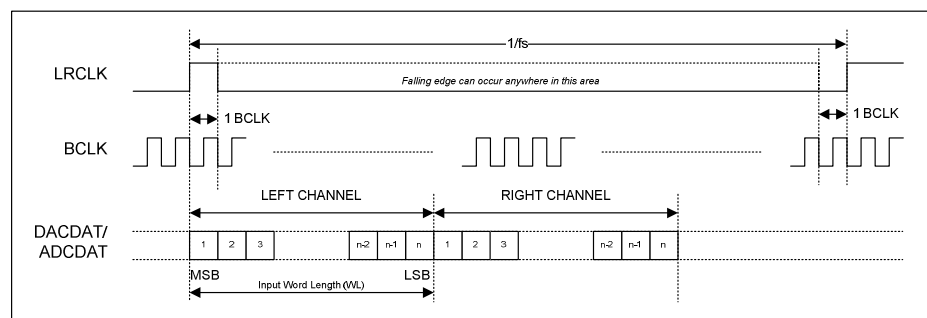 1/fs
LRCLK
Falling edge can occur anywhere in this area
1 BCLK
1 BCLK
BCLK
LEFT CHANNEL
RIGHT CHANNEL
DACDAT/
ADCDAT
1 2 3 n-2 n-1 n 1 2 3 n-2 n-1 n
MSB LSB
Input Word Length (WL)